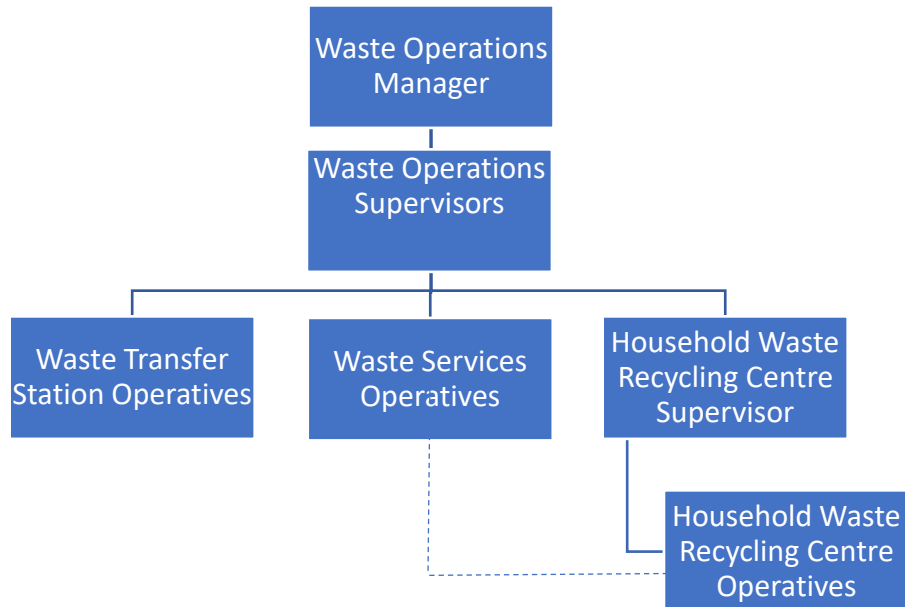 Waste Operations
Manager
Waste Operations
Supervisors
Waste Transfer
Station Operatives
Waste Services
Operatives
Household Waste
Recycling Centre
Supervisor
Household Waste
Recycling Centre
Operatives